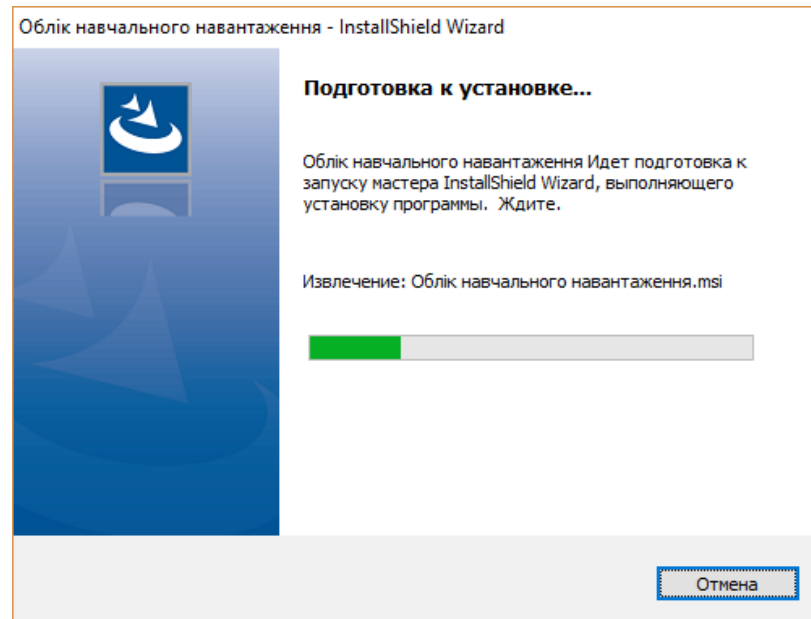 Облік навчального навантаження - InstallShield Wizard
Подготовка к установке...
Облік навчального навантаження Идет подготовка к
запуску мастера InstallShield Wizard, выполняющего
установку программы.  Ждите.
Извлечение: Облік навчального навантаження.msi
Отмена